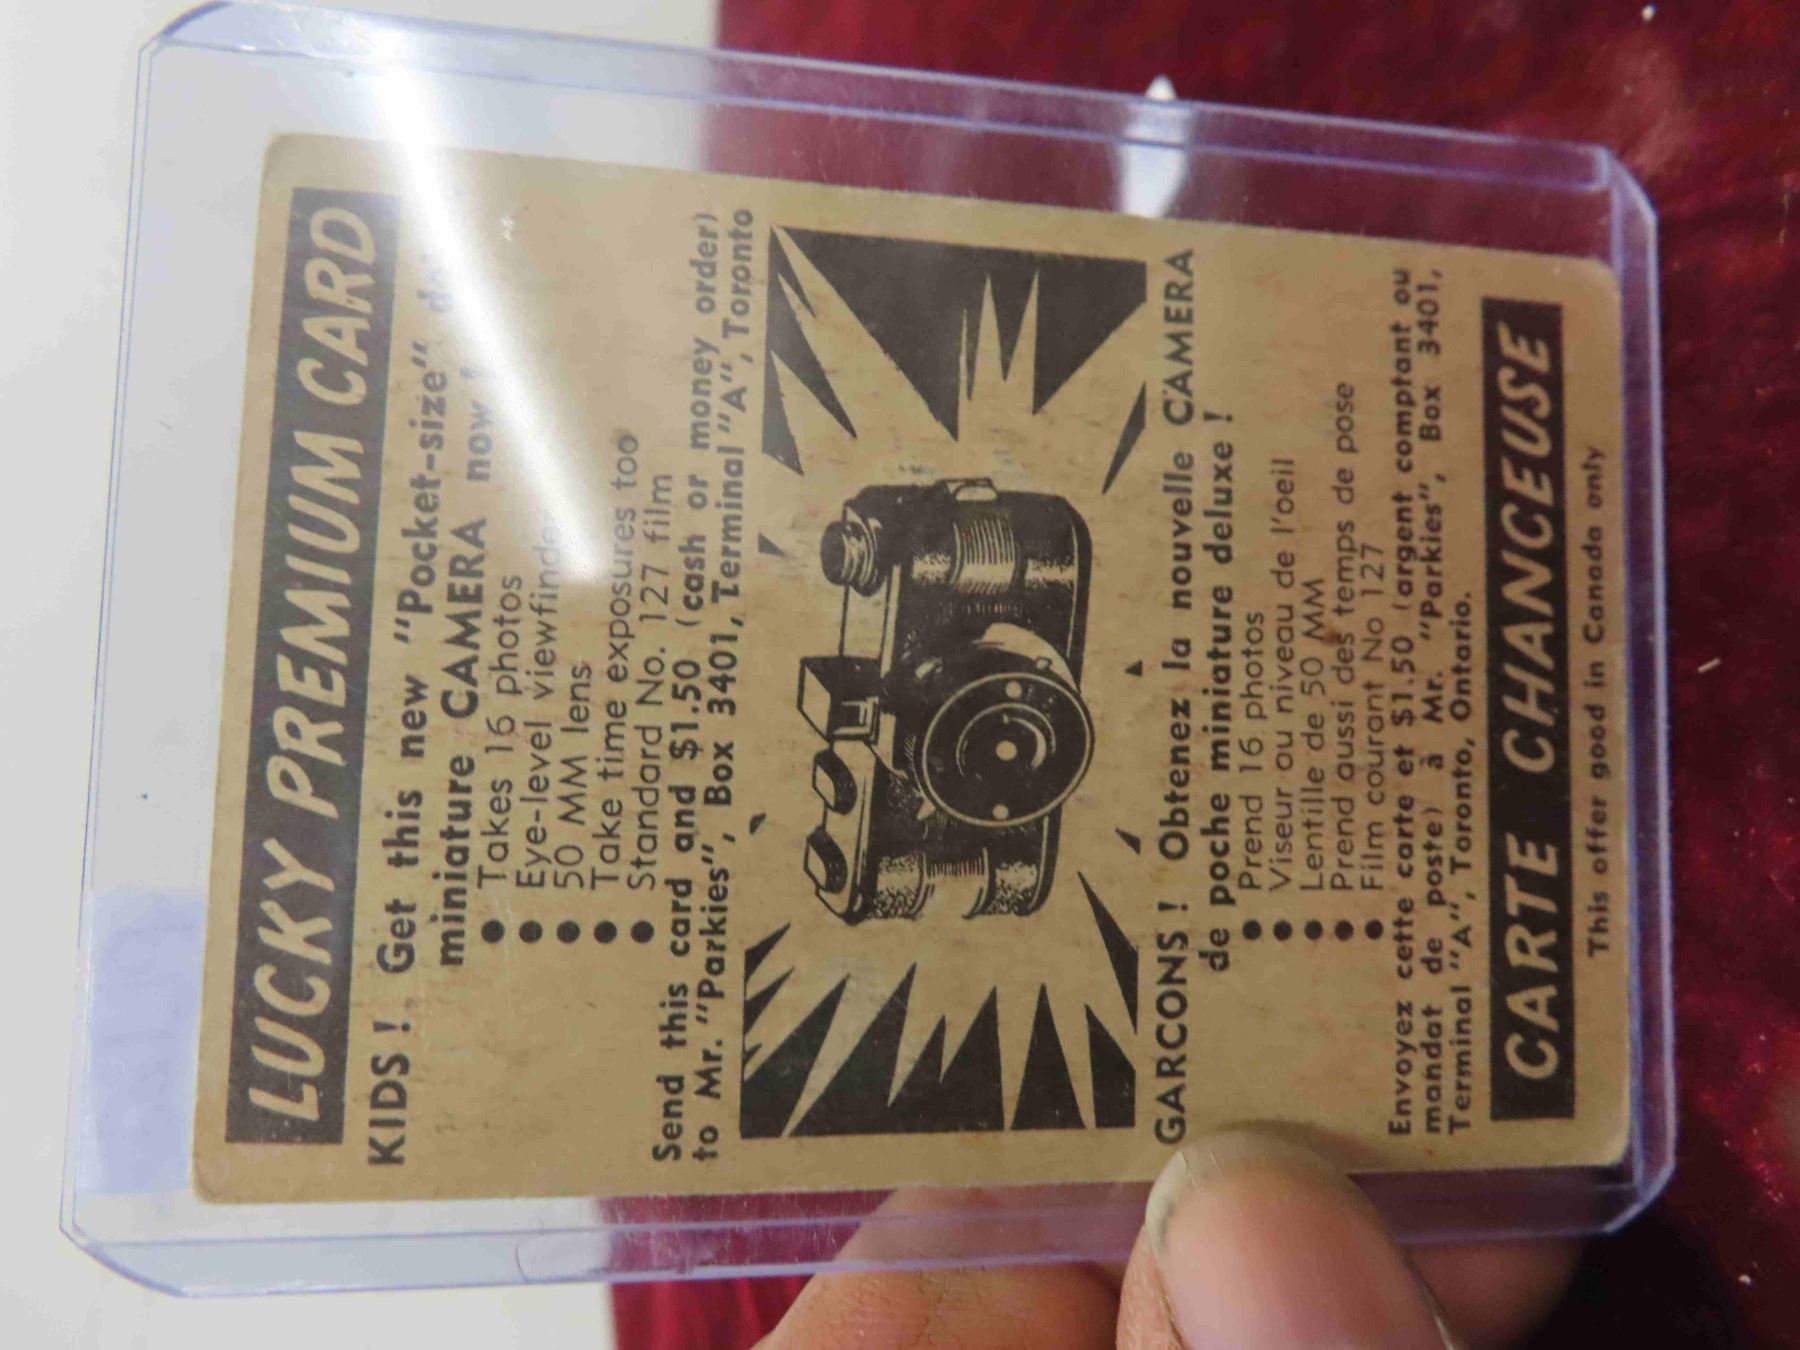 LUCKY PREMIUM CARD
KIDS ! Get this new "Pocket-size"
miniature CAMERA now !
● Takes 16 photos
● Eye-level viewfinder
● 50 MM lens
● Take time exposures too
● Standard No. 127 film
Send this card and $1.50 (cash or money order)
to Mr. "Parkies", Box 3401, Terminal "A", Toronto
GARCONS ! Obtenez la nouvelle CAMERA
de poche miniature deluxe !
● Prend 16 photos
● Viseur au niveau de l'oeil
● Lentille de 50 MM
● Prend aussi des temps de pose
● Film courant No 127
Envoyez cette carte et $1.50 (argent comptant ou
mandat de poste) à Mr. "Parkies", Box 3401,
Terminal "A", Toronto, Ontario.
CARTE CHANCEUSE
This offer good in Canada only